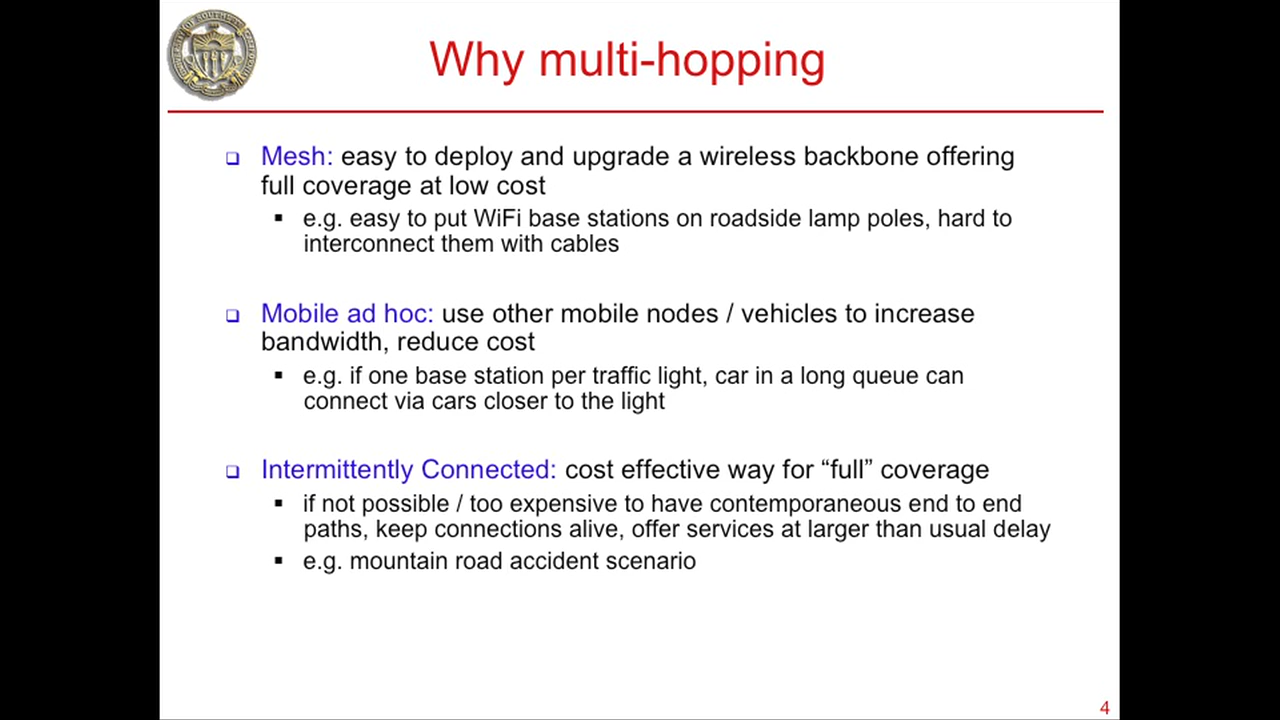 Why multi-hopping
Mesh: easy to deploy and upgrade a wireless backbone offering
full coverage at low cost
e.g. easy to put WiFi base stations on roadside lamp poles, hard to
interconnect them with cables
Mobile ad hoc: use other mobile nodes / vehicles to increase
bandwidth, reduce cost
e.g. if one base station per traffic light, car in a long queue can
connect via cars closer to the light
Intermittently Connected: cost effective way for “full” coverage
if not possible / too expensive to have contemporaneous end to end
paths, keep connections alive, offer services at larger than usual delay
e.g. mountain road accident scenario
4